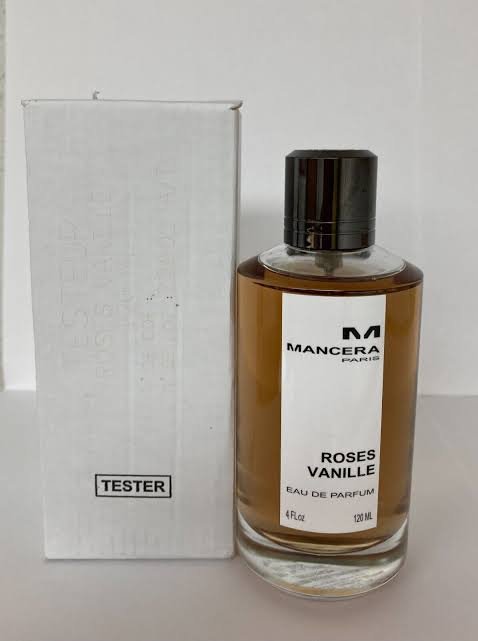 TESTER
MANCERA
PARIS
ROSES
VANILLE
EAU DE PARFUM
4 FL.oz 120 ML